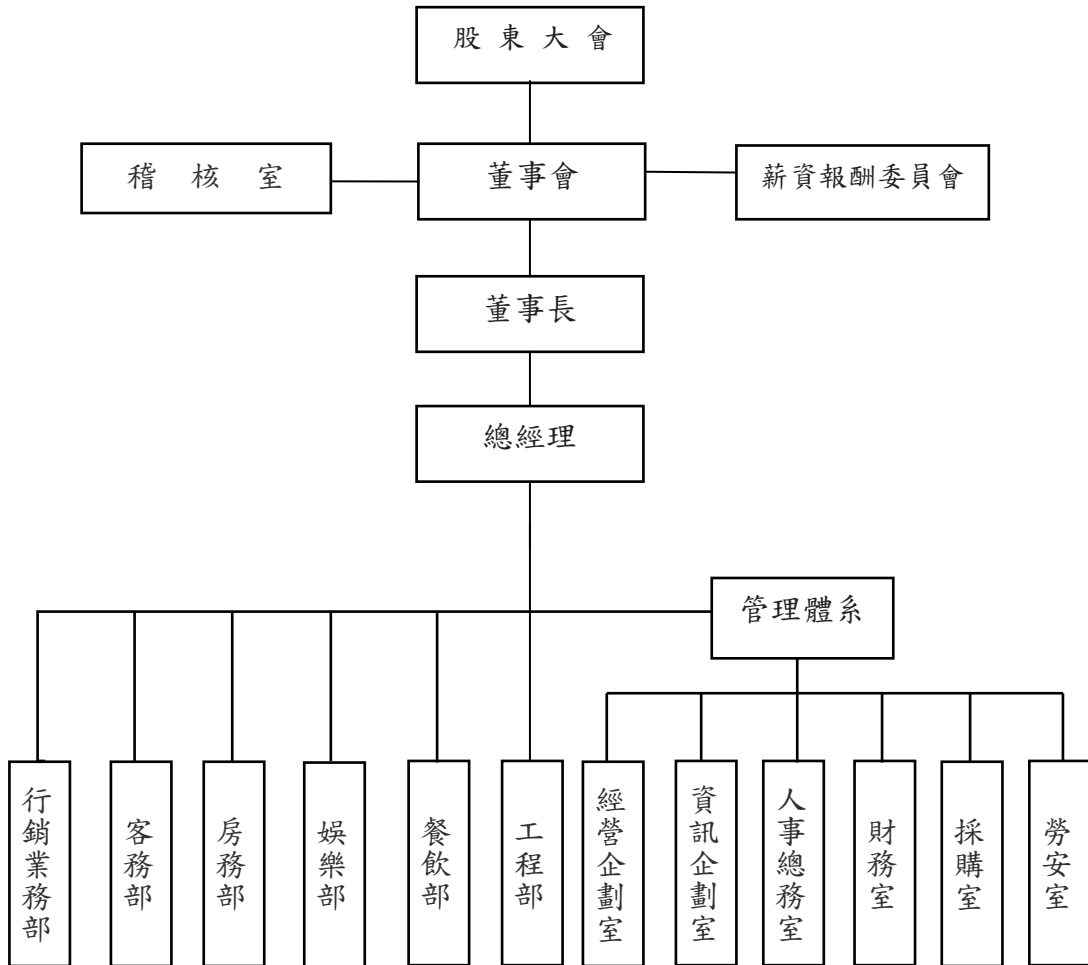 股 東 大 會
稽 核 室
董事會
薪資報酬委員會
董事長
總經理
管理體系
行銷業務部
客務部
房務部
娛樂部
餐飲部
工程部
經營企劃室
資訊企劃室
人事總務室
財務室
採購室
勞安室